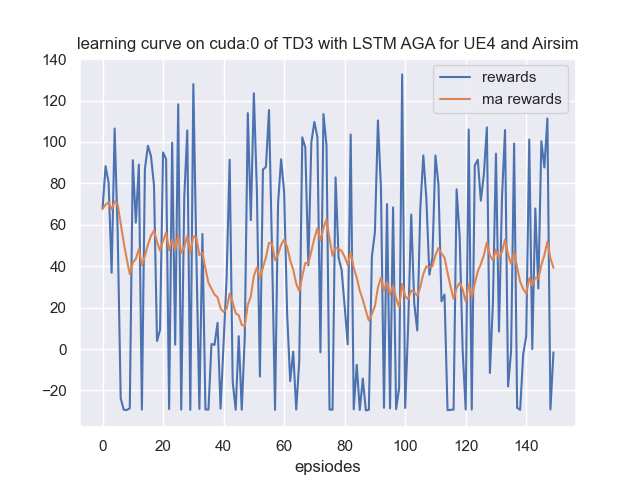 learning curve on cuda:0 of TD3 with LSTM AGA for UE4 and Airsim
140
rewards
ma rewards
120
100
80
60
40
20
0
−20
0 20 40 60 80 100 120 140
epsiodes